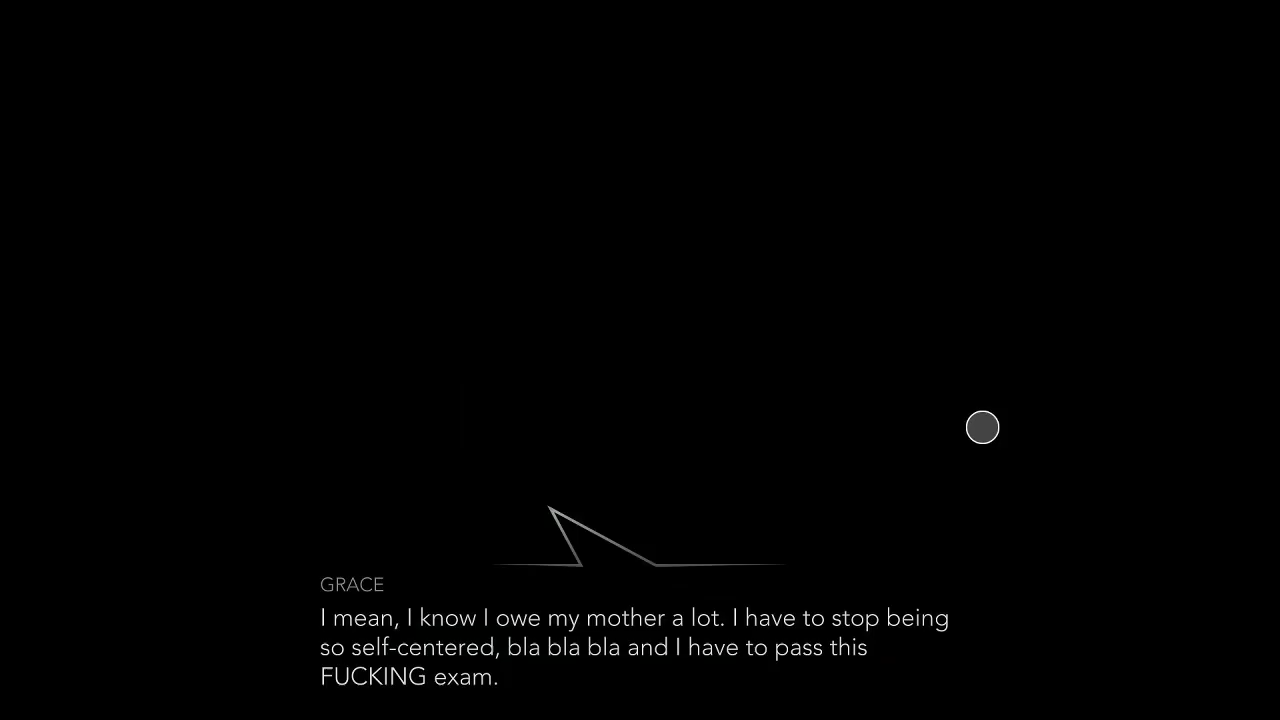 GRACE
I mean, I know I owe my mother a lot. I have to stop being
so self-centered, bla bla bla and I have to pass this
FUCKING exam.